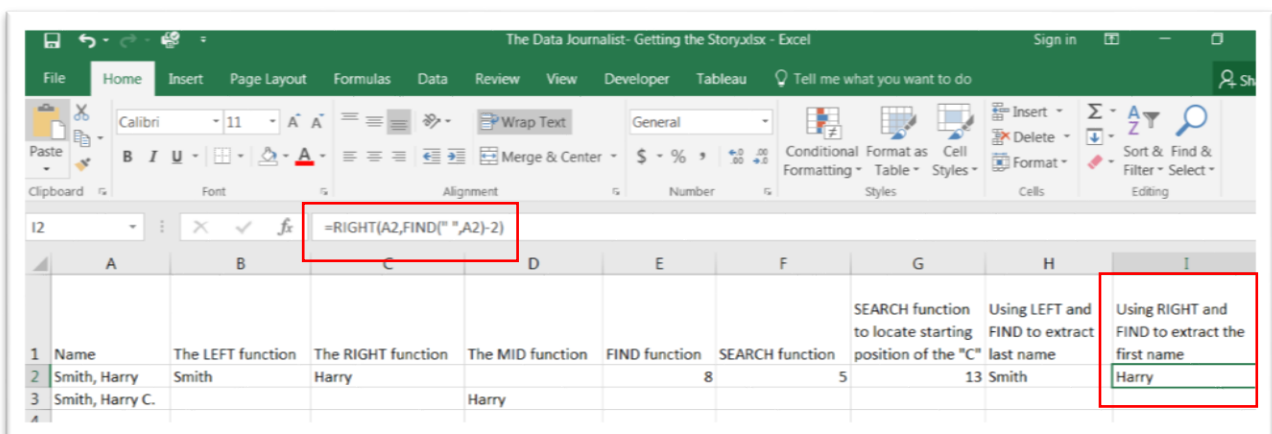 The Data Journalist- Getting the Story.xlsx - Excel Sign in
File Home Insert Page Layout Formulas Data Review View Developer Tableau Tell me what you want to do
Paste Calibri 11 A A Wrap Text General Insert Σ A Z
B I U A Merge & Center $ % , .00 Conditional Formatting Format as Table Cell Styles Delete Format Sort & Filter Find & Select
Clipboard Font Alignment Number Styles Cells Editing
I2 fx =RIGHT(A2,FIND(" ",A2)-2)
A B C D E F G H I
1 Name The LEFT function The RIGHT function The MID function FIND function SEARCH function SEARCH function to locate starting position of the "C" Using LEFT and FIND to extract last name Using RIGHT and FIND to extract the first name
2 Smith, Harry Smith Harry 8 5 13 Smith Harry
3 Smith, Harry C. Harry